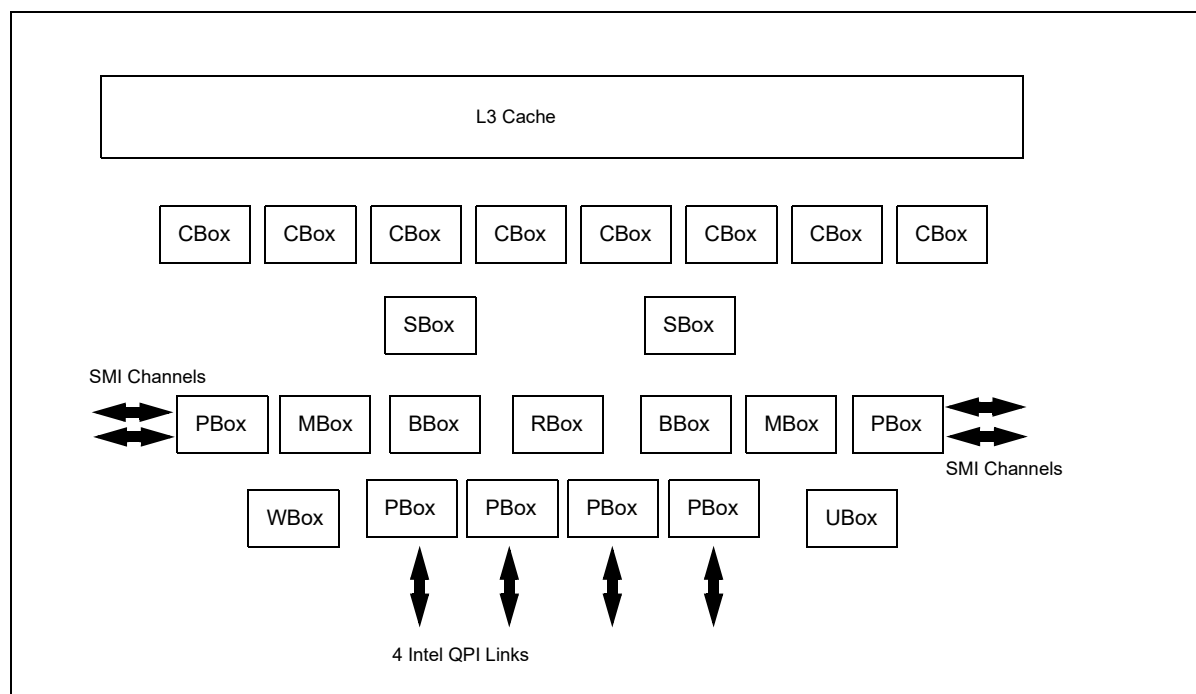 L3 Cache
CBox CBox CBox CBox CBox CBox CBox CBox
SBox SBox
SMI Channels
PBox MBox BBox RBox BBox MBox PBox
SMI Channels
WBox PBox PBox PBox PBox UBox
4 Intel QPI Links